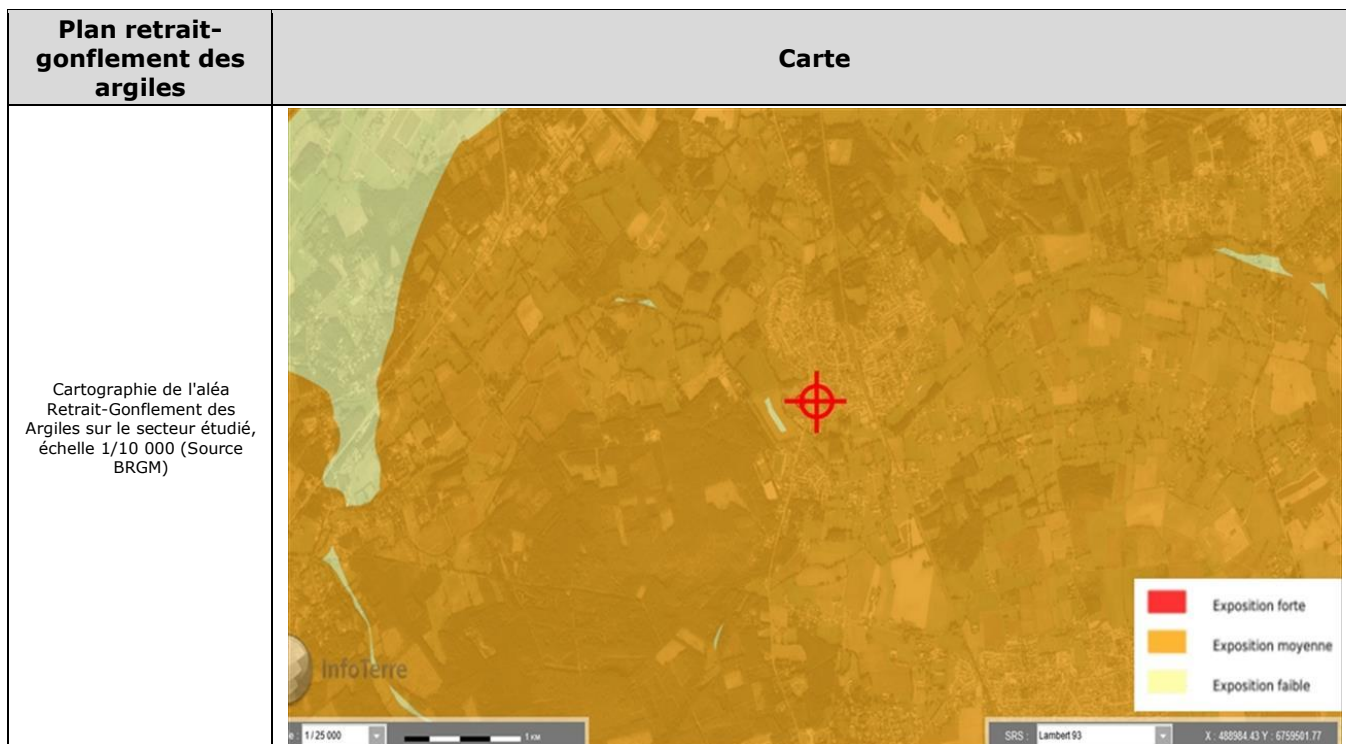 Plan retrait-
gonflement des
argiles
Carte
Cartographie de l'aléa
Retrait-Gonflement des
Argiles sur le secteur étudié,
échelle 1/10 000 (Source
BRGM)
Exposition forte
Exposition moyenne
Exposition faible
InfoTerre
e : 1/25 000
1 KM
SRS : Lambert 93
X : 488984.43 Y : 6759501.77